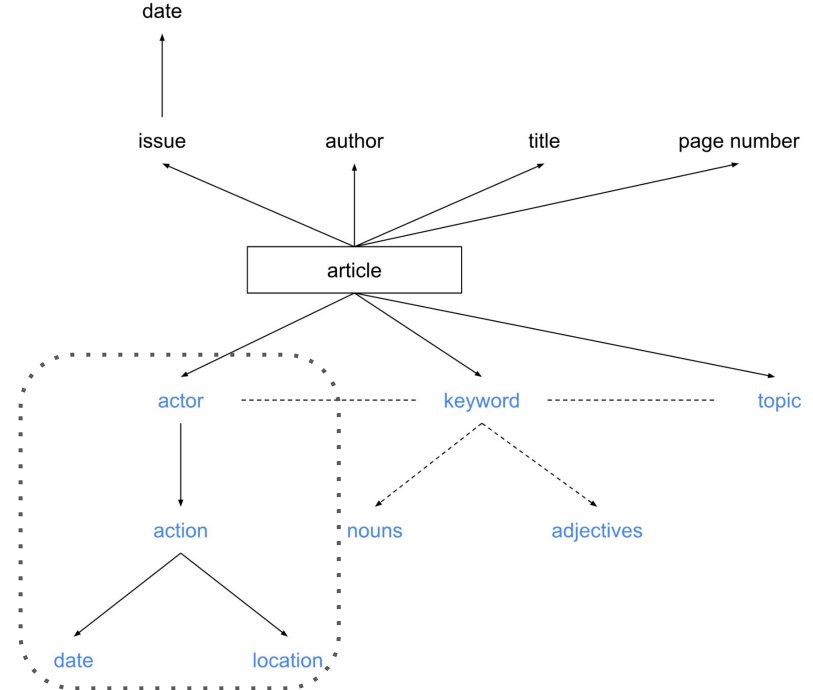 date
issue
author
title
page number
article
actor
keyword
topic
action
nouns
adjectives
date
location